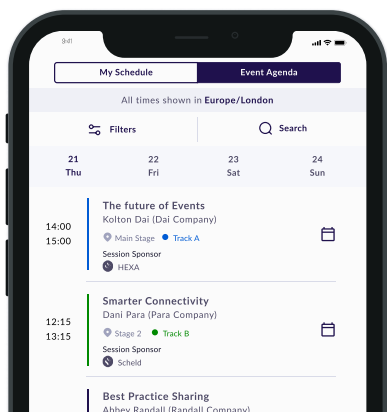 My Schedule
Event Agenda
All times shown in Europe/London
Filters
Search
21 22 23 24
Thu Fri Sat Sun
14:00
15:00
The future of Events
Kolton Dai (Dai Company)
Main Stage Track A
Session Sponsor
HEXA
12:15
13:15
Smarter Connectivity
Dani Para (Para Company)
Stage 2 Track B
Session Sponsor
Scheld
Best Practice Sharing
Abbey Randall (Randall Company)